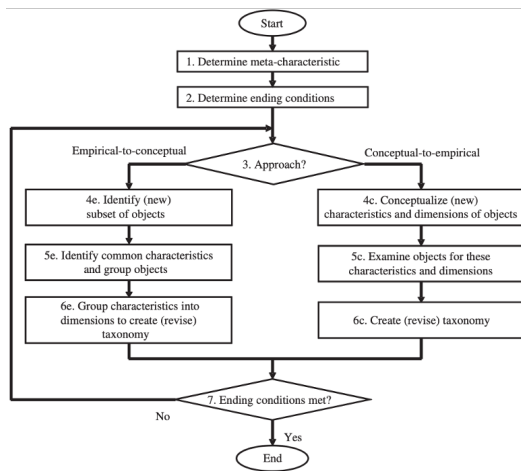 Start
1. Determine meta-characteristic
2. Determine ending conditions
Empirical-to-conceptual
3. Approach?
Conceptual-to-empirical
4e. Identify (new)
subset of objects
4c. Conceptualize (new)
characteristics and dimensions of objects
5e. Identify common characteristics
and group objects
5c. Examine objects for these
characteristics and dimensions
6e. Group characteristics into
dimensions to create (revise)
taxonomy
6c. Create (revise) taxonomy
7. Ending conditions met?
No
Yes
End